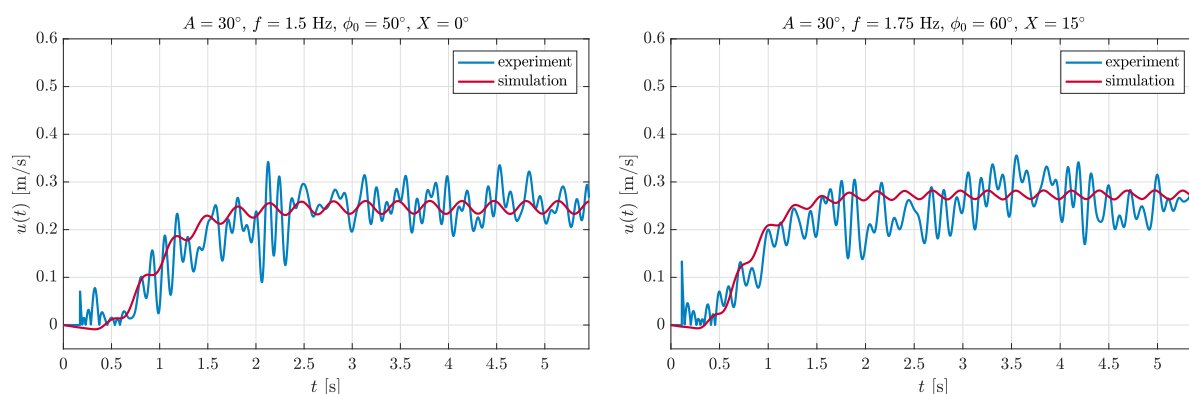 A = 30°, f = 1.5 Hz, ϕ₀ = 50°, X = 0°
0.6
0.5
0.4
0.3
0.2
0.1
0
u(t) [m/s]
experiment
simulation
0 0.5 1 1.5 2 2.5 3 3.5 4 4.5 5
t [s]
A = 30°, f = 1.75 Hz, ϕ₀ = 60°, X = 15°
0.6
0.5
0.4
0.3
0.2
0.1
0
u(t) [m/s]
experiment
simulation
0 0.5 1 1.5 2 2.5 3 3.5 4 4.5 5
t [s]